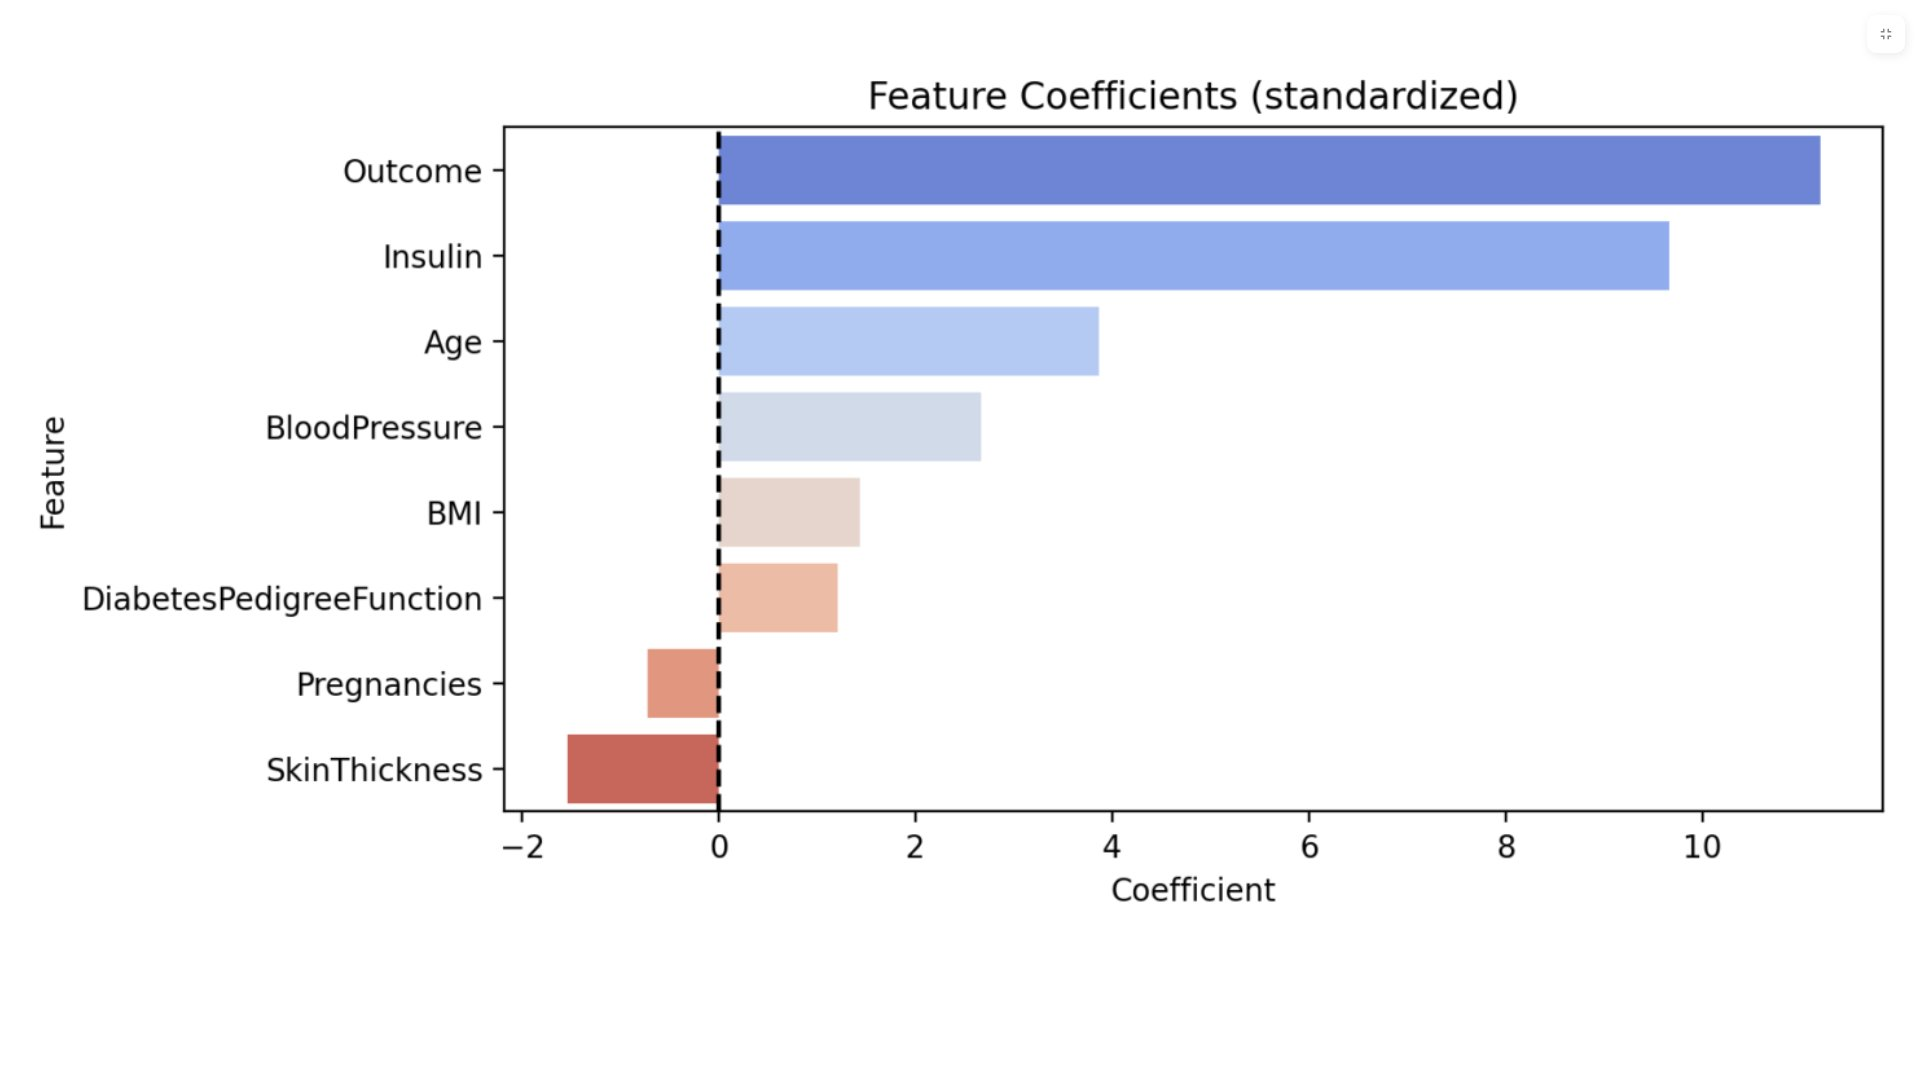 Feature Coefficients (standardized)
Outcome
Insulin
Age
BloodPressure
BMI
DiabetesPedigreeFunction
Pregnancies
SkinThickness
Feature
−2 0 2 4 6 8 10
Coefficient